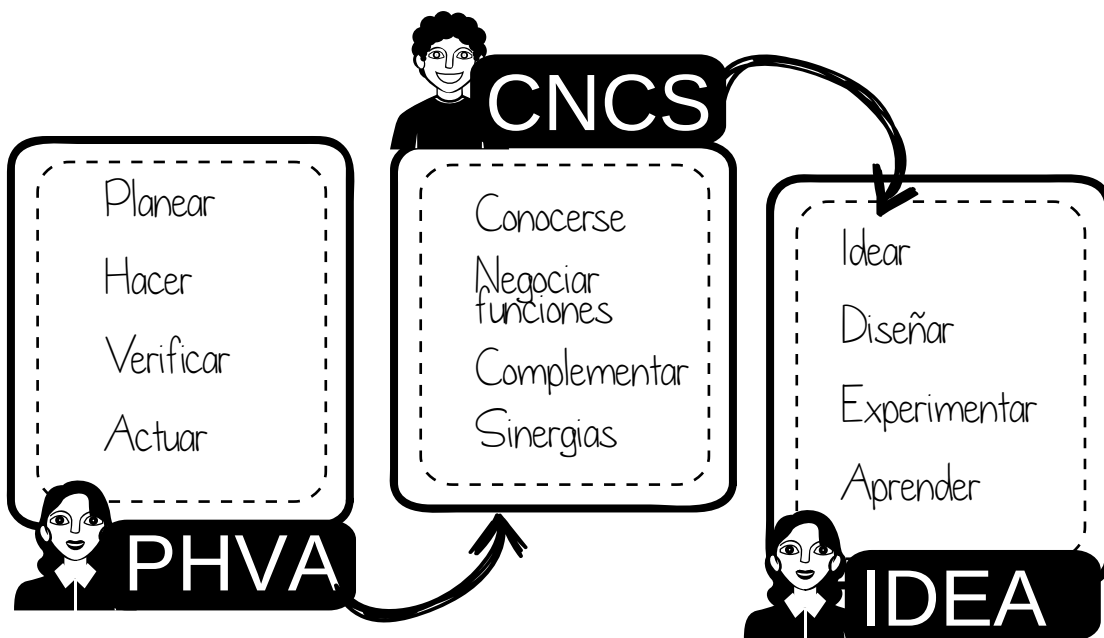 Planear
Hacer
Verificar
Actuar
PHVA
CNCS
Conocerse
Negociar
funciones
Complementar
Sinergias
Idear
Diseñar
Experimentar
Aprender
IDEA